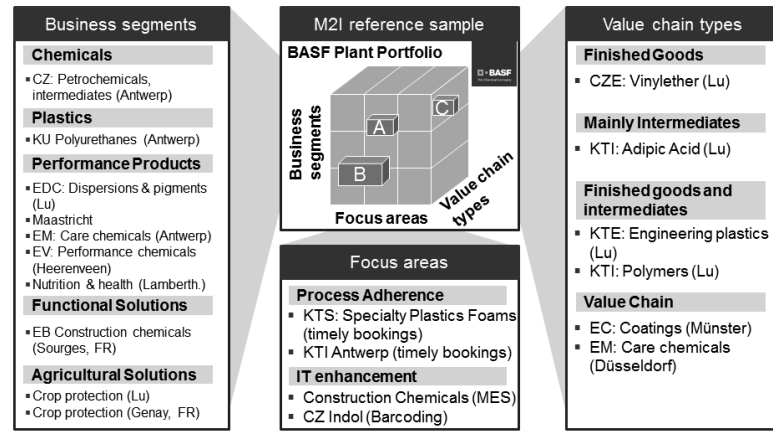 Business segments
Chemicals
▪ CZ: Petrochemicals,
intermediates (Antwerp)
Plastics
▪ KU Polyurethanes (Antwerp)
Performance Products
▪ EDC: Dispersions & pigments
(Lu)
▪ Maastricht
▪ EM: Care chemicals (Antwerp)
▪ EV: Performance chemicals
(Heerenveen)
▪ Nutrition & health (Lamberth.)
Functional Solutions
▪ EB Construction chemicals
(Sourges, FR)
Agricultural Solutions
▪ Crop protection (Lu)
▪ Crop protection (Genay, FR)
M2I reference sample
BASF Plant Portfolio
BASF
Business
segments
A
B
C
Value chain
types
Focus areas
Focus areas
Process Adherence
▪ KTS: Specialty Plastics Foams
(timely bookings)
▪ KTI Antwerp (timely bookings)
IT enhancement
▪ Construction Chemicals (MES)
▪ CZ Indol (Barcoding)
Value chain types
Finished Goods
▪ CZE: Vinylether (Lu)
Mainly Intermediates
▪ KTI: Adipic Acid (Lu)
Finished goods and
intermediates
▪ KTE: Engineering plastics
(Lu)
▪ KTI: Polymers (Lu)
Value Chain
▪ EC: Coatings (Münster)
▪ EM: Care chemicals
(Düsseldorf)